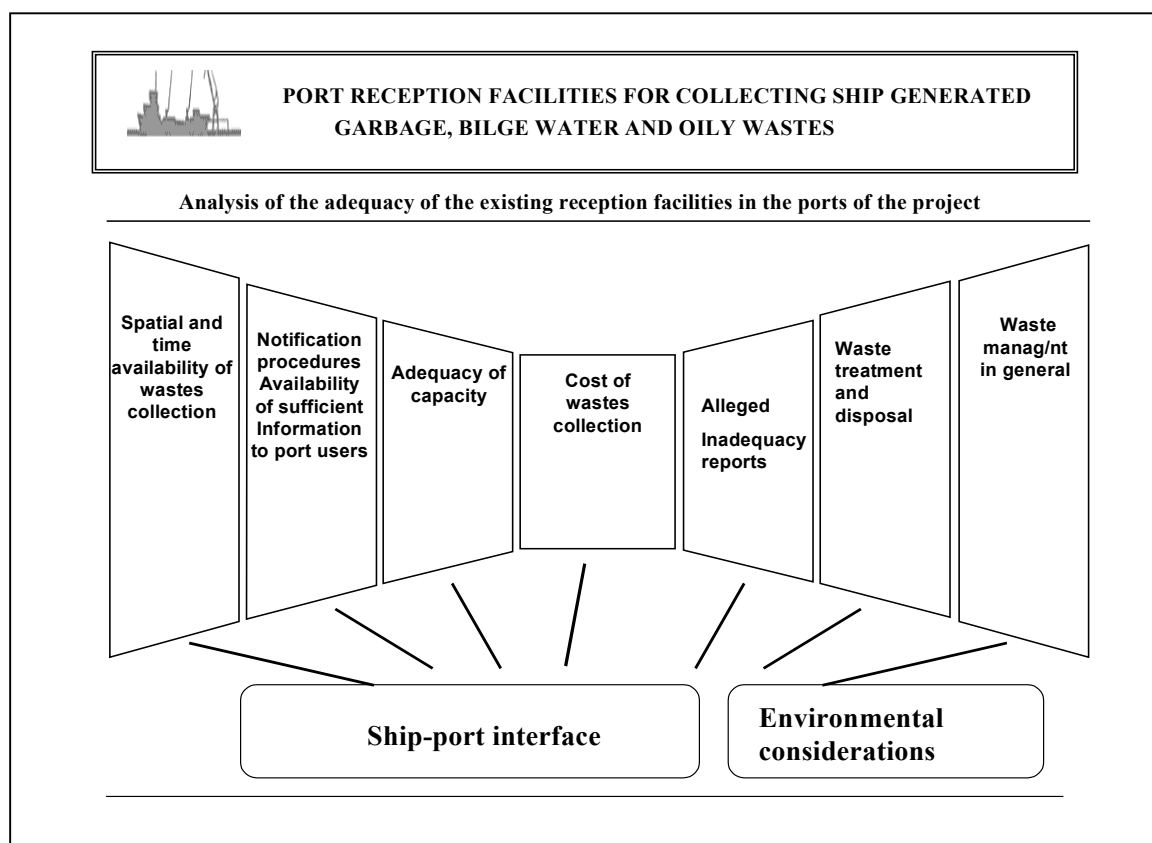 PORT RECEPTION FACILITIES FOR COLLECTING SHIP GENERATED
GARBAGE, BILGE WATER AND OILY WASTES
Analysis of the adequacy of the existing reception facilities in the ports of the project
Spatial and
time
availability of
wastes
collection
Notification
procedures
Availability
of sufficient
Information
to port users
Adequacy of
capacity
Cost of
wastes
collection
Alleged
Inadequacy
reports
Waste
treatment
and
disposal
Waste
manag/nt
in general
Ship-port interface
Environmental
considerations